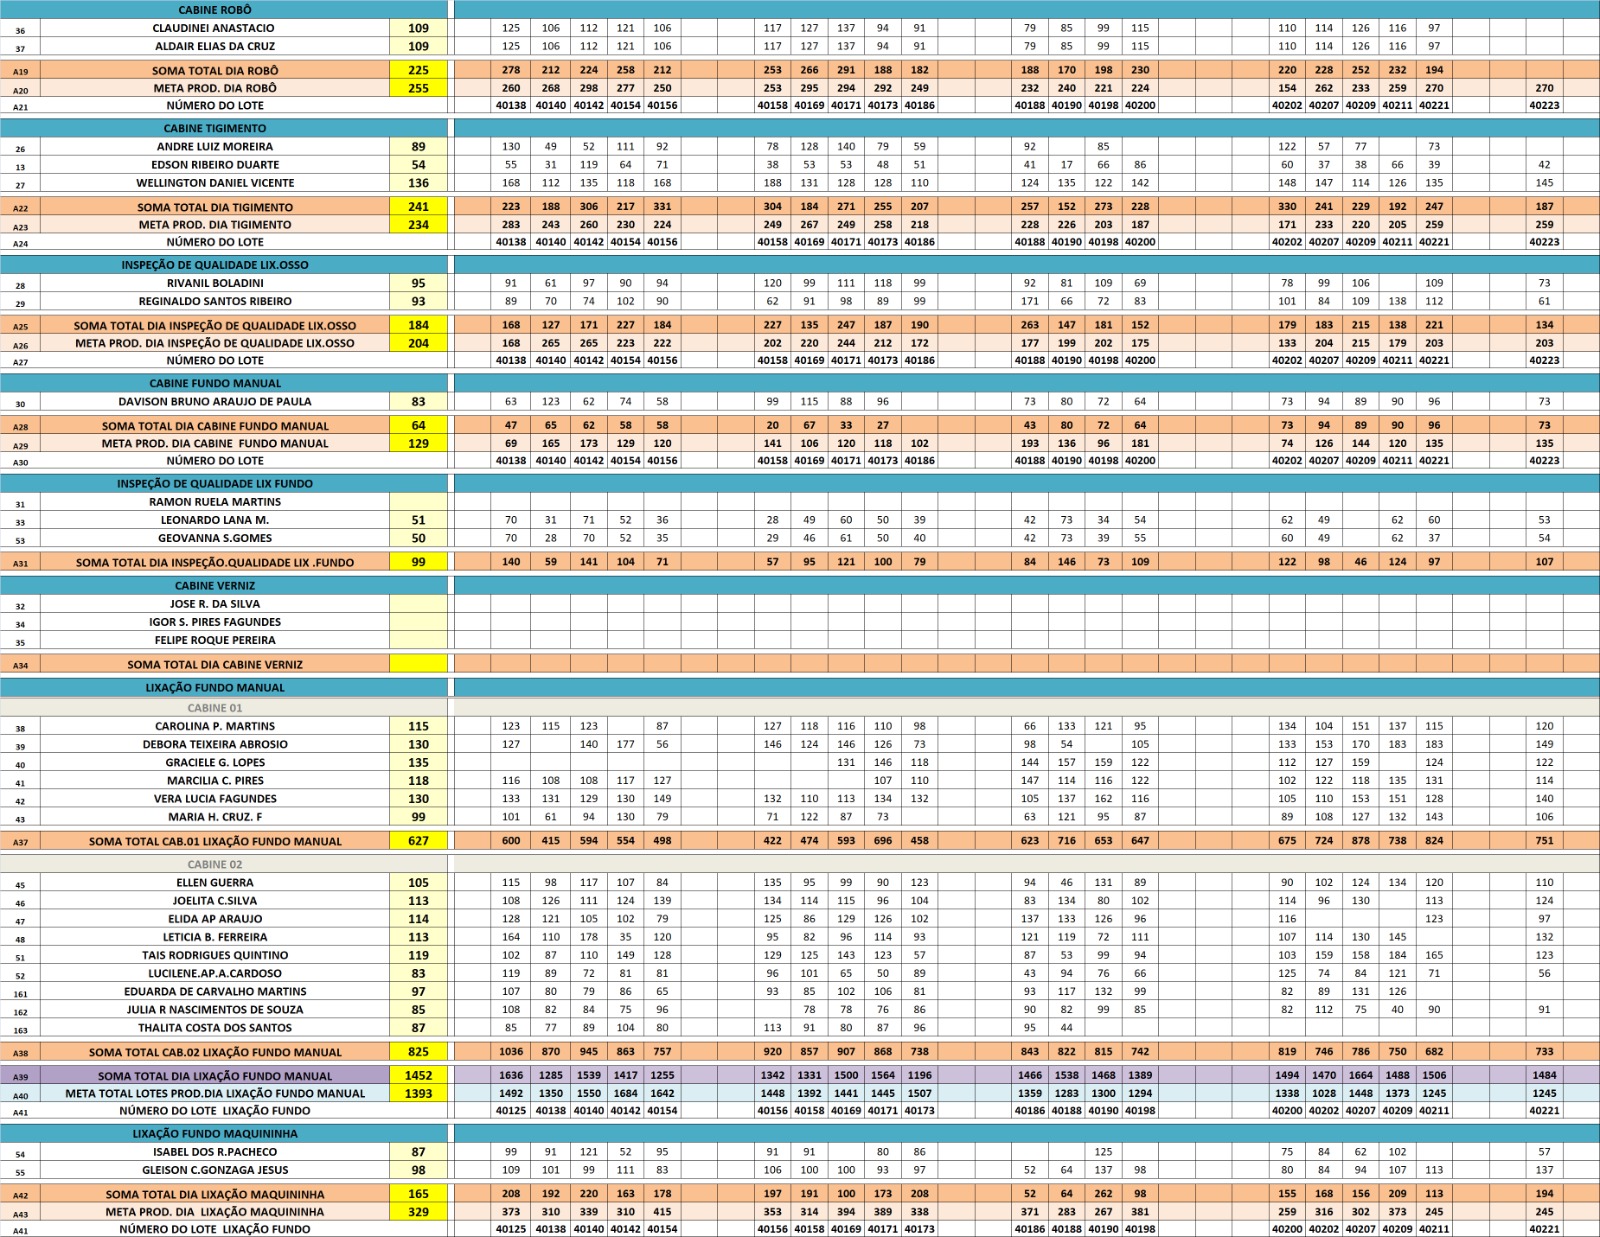 CABINE ROBÔ
36 CLAUDINEI ANASTACIO 109 125 106 112 121 106 117 127 137 94 91 79 85 99 115 110 114 126 116 97
37 ALDAIR ELIAS DA CRUZ 109 125 106 112 121 106 117 127 137 94 91 79 85 99 115 110 114 126 116 97
A19 SOMA TOTAL DIA ROBÔ 225 278 212 224 258 212 253 266 291 188 182 188 170 198 230 220 228 252 232 194
A20 META PROD. DIA ROBÔ 255 260 268 298 277 250 253 295 294 292 249 232 240 221 224 154 262 233 259 270 270
A21 NÚMERO DO LOTE 40138 40140 40142 40154 40156 40158 40169 40171 40173 40186 40188 40190 40198 40200 40202 40207 40209 40211 40221 40223
CABINE TIGIMENTO
26 ANDRE LUIZ MOREIRA 89 130 49 52 111 92 78 128 140 79 59 92 85 122 57 77 73
13 EDSON RIBEIRO DUARTE 54 55 31 119 64 71 38 53 53 48 51 41 17 66 86 60 37 38 66 39 42
27 WELLINGTON DANIEL VICENTE 136 168 112 135 118 168 188 131 128 128 110 124 135 122 142 148 147 114 126 135 145
A22 SOMA TOTAL DIA TIGIMENTO 241 223 188 306 217 331 304 184 271 255 207 257 152 273 228 330 241 229 192 247 187
A23 META PROD. DIA TIGIMENTO 234 283 243 260 230 224 249 267 249 258 218 228 226 203 187 171 233 220 205 259 259
A24 NÚMERO DO LOTE 40138 40140 40142 40154 40156 40158 40169 40171 40173 40186 40188 40190 40198 40200 40202 40207 40209 40211 40221 40223
INSPEÇÃO DE QUALIDADE LIX.OSSO
28 RIVANIL BOLADINI 95 91 61 97 90 94 120 99 111 118 99 92 81 109 69 78 99 106 109 73
29 REGINALDO SANTOS RIBEIRO 93 89 70 74 102 90 62 91 98 89 99 171 66 72 83 101 84 109 138 112 61
A25 SOMA TOTAL DIA INSPEÇÃO DE QUALIDADE LIX.OSSO 184 168 127 171 227 184 227 135 247 187 190 263 147 181 152 179 183 215 138 221 134
A26 META PROD. DIA INSPEÇÃO DE QUALIDADE LIX.OSSO 204 168 265 265 223 222 202 220 244 212 172 177 199 202 175 133 204 215 179 203 203
A27 NÚMERO DO LOTE 40138 40140 40142 40154 40156 40158 40169 40171 40173 40186 40188 40190 40198 40200 40202 40207 40209 40211 40221 40223
CABINE FUNDO MANUAL
30 DAVISON BRUNO ARAUJO DE PAULA 83 63 123 62 74 58 99 115 88 96 73 80 72 64 73 94 89 90 96 73
A28 SOMA TOTAL DIA CABINE FUNDO MANUAL 64 47 65 62 58 58 20 67 33 27 43 80 72 64 73 94 89 90 96 73
A29 META PROD. DIA CABINE FUNDO MANUAL 129 69 165 173 129 120 141 106 120 118 102 193 136 96 181 74 126 144 120 135 135
A30 NÚMERO DO LOTE 40138 40140 40142 40154 40156 40158 40169 40171 40173 40186 40188 40190 40198 40200 40202 40207 40209 40211 40221 40223
INSPEÇÃO DE QUALIDADE LIX FUNDO
31 RAMON RUELA MARTINS
33 LEONARDO LANA M. 51 70 31 71 52 36 28 49 60 50 39 42 73 34 54 62 49 62 60 53
53 GEOVANNA S.GOMES 50 70 28 70 52 35 29 46 61 50 40 42 73 39 55 60 49 62 37 54
A31 SOMA TOTAL DIA INSPEÇÃO.QUALIDADE LIX .FUNDO 99 140 59 141 104 71 57 95 121 100 79 84 146 73 109 122 98 46 124 97 107
CABINE VERNIZ
32 JOSE R. DA SILVA
34 IGOR S. PIRES FAGUNDES
35 FELIPE ROQUE PEREIRA
A34 SOMA TOTAL DIA CABINE VERNIZ
LIXAÇÃO FUNDO MANUAL
CABINE 01
38 CAROLINA P. MARTINS 115 123 115 123 87 127 118 116 110 98 66 133 121 95 134 104 151 137 115 120
39 DEBORA TEIXEIRA ABROSIO 130 127 140 177 56 146 124 146 126 73 98 54 105 133 153 170 183 183 149
40 GRACIELE G. LOPES 135 131 146 118 144 157 159 122 112 127 159 124 122
41 MARCILIA C. PIRES 118 116 108 108 117 127 107 110 147 114 116 122 102 122 118 135 131 114
42 VERA LUCIA FAGUNDES 130 133 131 129 130 149 132 110 113 134 132 105 137 162 116 105 110 153 151 128 140
43 MARIA H. CRUZ. F 99 101 61 94 130 79 71 122 87 73 63 121 95 87 89 108 127 132 143 106
A37 SOMA TOTAL CAB.01 LIXAÇÃO FUNDO MANUAL 627 600 415 594 554 498 422 474 593 696 458 623 716 653 647 675 724 878 738 824 751
CABINE 02
45 ELLEN GUERRA 105 115 98 117 107 84 135 95 99 90 123 94 46 131 89 90 102 124 134 120 110
46 JOELITA C.SILVA 113 108 126 111 124 139 134 114 115 96 104 83 134 80 102 114 96 130 113 124
47 ELIDA AP ARAUJO 114 128 121 105 102 79 125 86 129 126 102 137 133 126 96 116 123 97
48 LETICIA B. FERREIRA 113 164 110 178 35 120 95 82 96 114 93 121 119 72 111 107 114 130 145 132
51 TAIS RODRIGUES QUINTINO 119 102 87 110 149 128 129 125 143 123 57 87 53 99 94 103 159 158 184 165 123
52 LUCILENE.AP.A.CARDOSO 83 119 89 72 81 81 96 101 65 50 89 43 94 76 66 125 74 84 121 71 56
161 EDUARDA DE CARVALHO MARTINS 97 107 80 79 86 65 93 85 102 106 81 93 117 132 99 82 89 131 126
162 JULIA R NASCIMENTOS DE SOUZA 85 108 82 84 75 96 78 78 76 86 90 82 99 85 82 112 75 40 90 91
163 THALITA COSTA DOS SANTOS 87 85 77 89 104 80 113 91 80 87 96 95 44
A38 SOMA TOTAL CAB.02 LIXAÇÃO FUNDO MANUAL 825 1036 870 945 863 757 920 857 907 868 738 843 822 815 742 819 746 786 750 682 733
A39 SOMA TOTAL DIA LIXAÇÃO FUNDO MANUAL 1452 1636 1285 1539 1417 1255 1342 1331 1500 1564 1196 1466 1538 1468 1389 1494 1470 1664 1488 1506 1484
A40 META TOTAL LOTES PROD.DIA LIXAÇÃO FUNDO MANUAL 1393 1492 1350 1550 1684 1642 1448 1392 1441 1445 1507 1359 1283 1300 1294 1338 1028 1448 1373 1245 1245
A41 NÚMERO DO LOTE LIXAÇÃO FUNDO 40125 40138 40140 40142 40154 40156 40158 40169 40171 40173 40186 40188 40190 40198 40200 40202 40207 40209 40211 40221
LIXAÇÃO FUNDO MAQUININHA
54 ISABEL DOS R.PACHECO 87 99 91 121 52 95 91 91 80 86 125 75 84 62 102 57
55 GLEISON C.GONZAGA JESUS 98 109 101 99 111 83 106 100 100 93 97 52 64 137 98 80 84 94 107 113 137
A42 SOMA TOTAL DIA LIXAÇÃO MAQUININHA 165 208 192 220 163 178 197 191 100 173 208 52 64 262 98 155 168 156 209 113 194
A43 META PROD. DIA LIXAÇÃO MAQUININHA 329 373 310 339 310 415 353 314 394 389 338 371 283 267 381 259 316 302 373 245 245
A41 NÚMERO DO LOTE LIXAÇÃO FUNDO 40125 40138 40140 40142 40154 40156 40158 40169 40171 40173 40186 40188 40190 40198 40200 40202 40207 40209 40211 40221